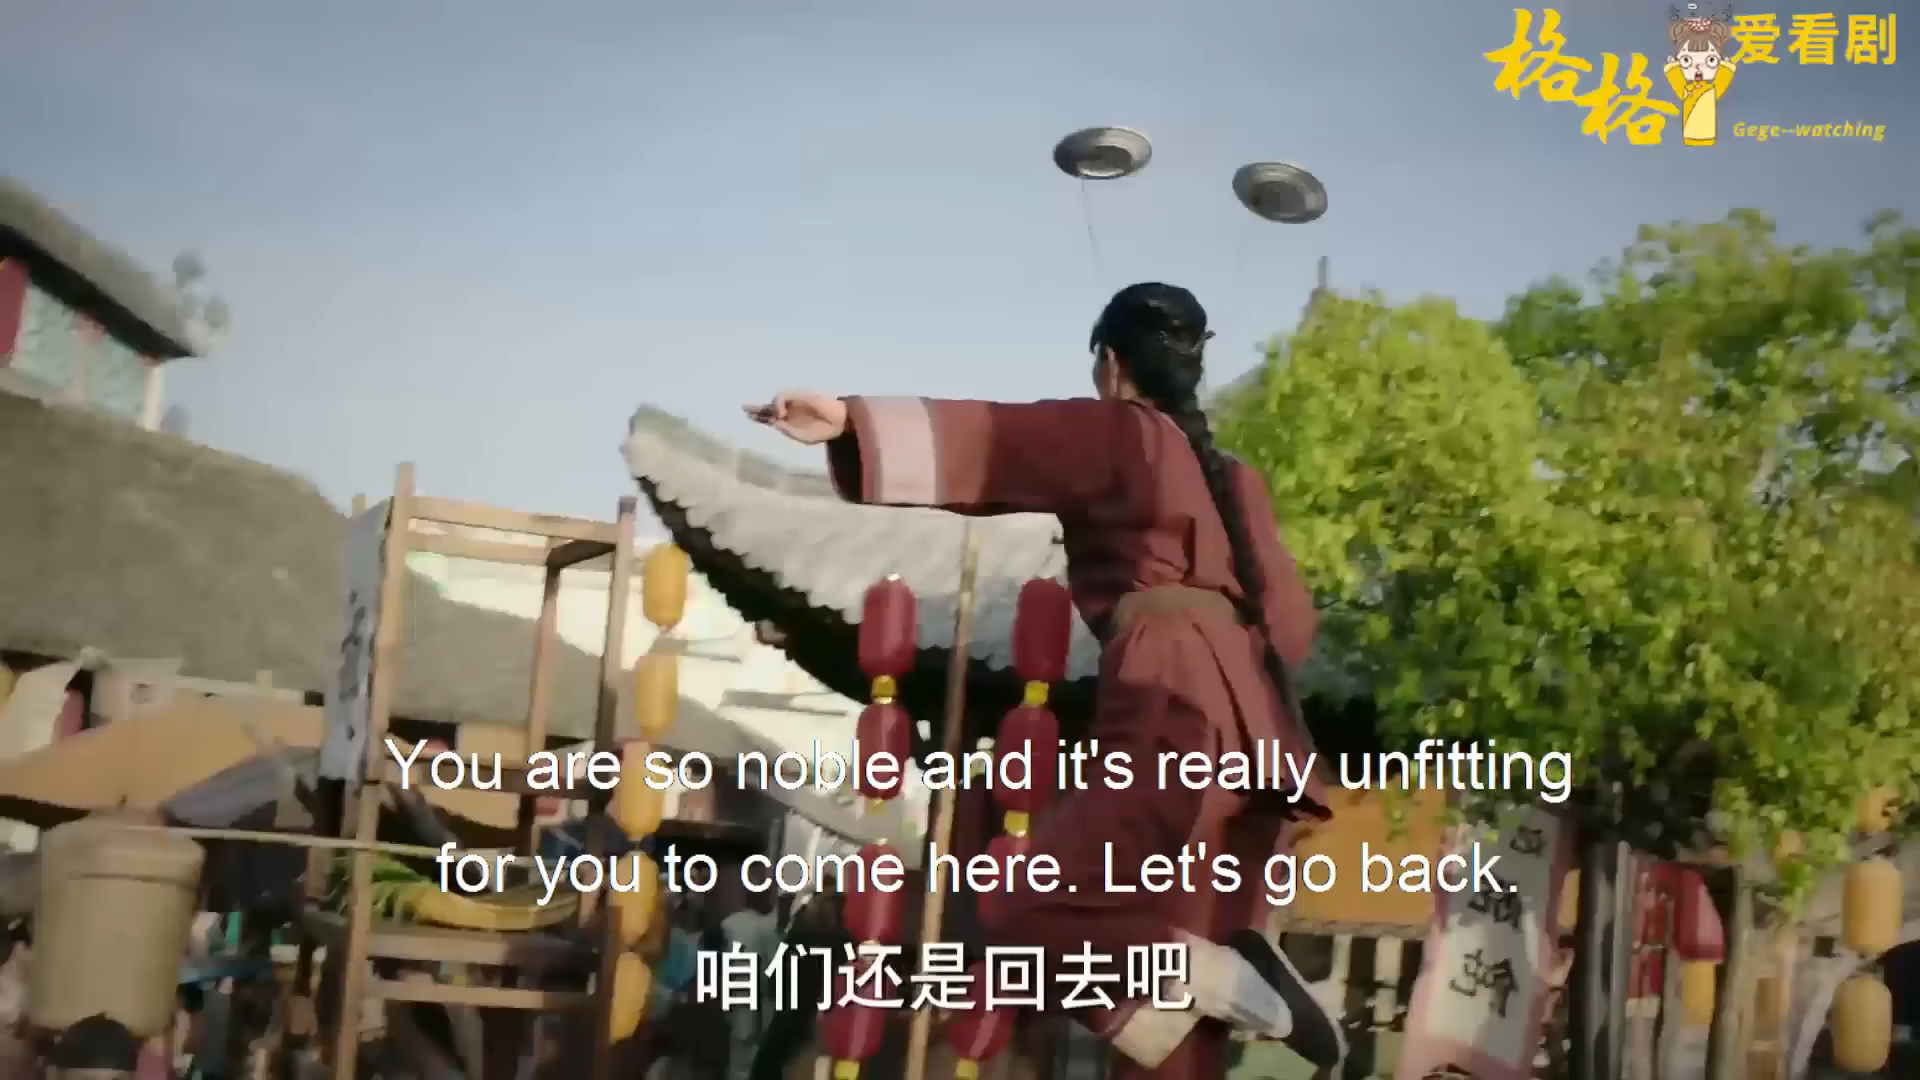 格格
爱看剧
Gege--watching
You are so noble and it's really unfitting
for you to come here. Let's go back.
咱们还是回去吧